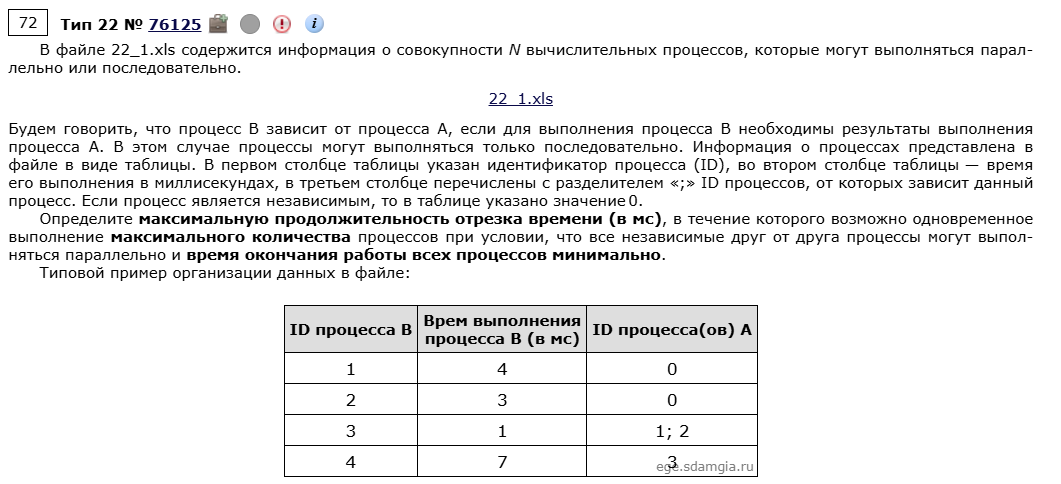 72 Тип 22 № 76125
В файле 22_1.xls содержится информация о совокупности N вычислительных процессов, которые могут выполняться парал-
лельно или последовательно.
22_1.xls
Будем говорить, что процесс B зависит от процесса A, если для выполнения процесса B необходимы результаты выполнения
процесса A. В этом случае процессы могут выполняться только последовательно. Информация о процессах представлена в
файле в виде таблицы. В первом столбце таблицы указан идентификатор процесса (ID), во втором столбце таблицы — время
его выполнения в миллисекундах, в третьем столбце перечислены с разделителем «;» ID процессов, от которых зависит данный
процесс. Если процесс является независимым, то в таблице указано значение 0.
Определите максимальную продолжительность отрезка времени (в мс), в течение которого возможно одновременное
выполнение максимального количества процессов при условии, что все независимые друг от друга процессы могут выпол-
няться параллельно и время окончания работы всех процессов минимально.
Типовой пример организации данных в файле:
ID процесса B Врем выполнения процесса B (в мс) ID процесса(ов) A
1 4 0
2 3 0
3 1 1; 2
4 7 3
ege.sdamgia.ru